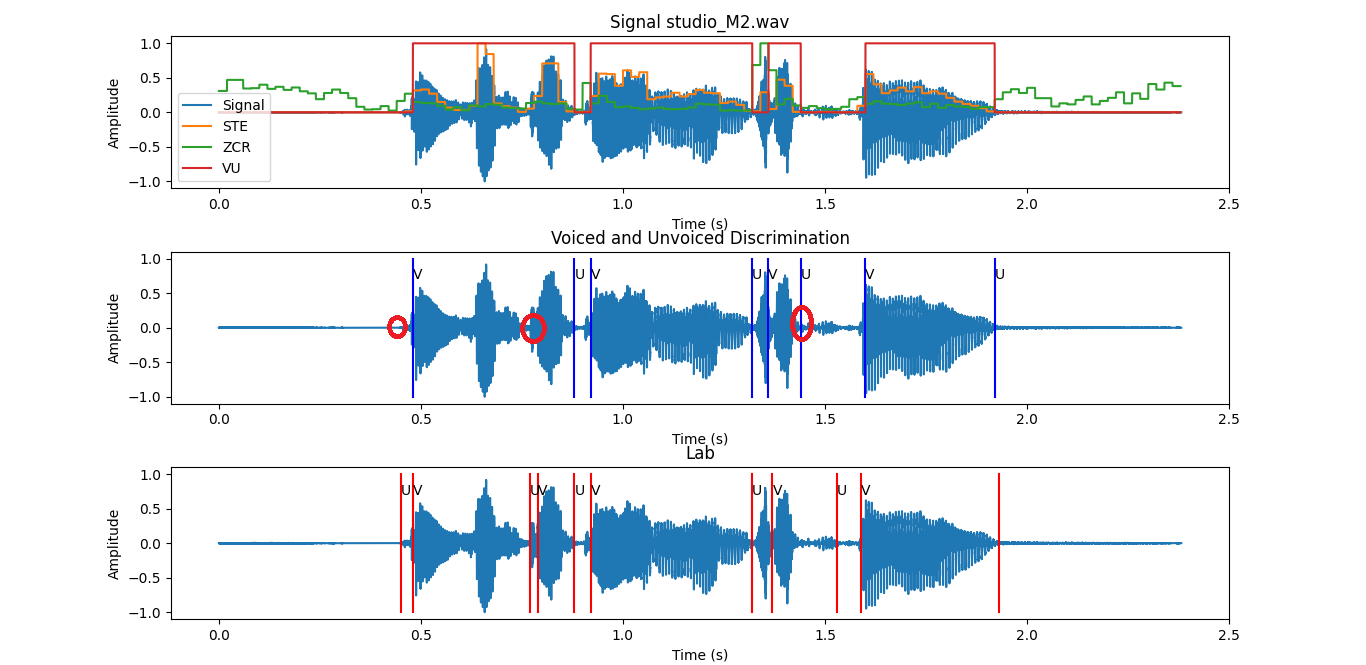 Signal studio_M2.wav
1.0
0.5
0.0
−0.5
−1.0
Amplitude
Signal
STE
ZCR
VU
0.0 0.5 1.0 1.5 2.0 2.5
Time (s)
Voiced and Unvoiced Discrimination
1.0
0.5
0.0
−0.5
−1.0
Amplitude
V U V U V U V U
0.0 0.5 1.0 1.5 2.0 2.5
Time (s)
Lab
1.0
0.5
0.0
−0.5
−1.0
Amplitude
U V U V U V U V U V
0.0 0.5 1.0 1.5 2.0 2.5
Time (s)